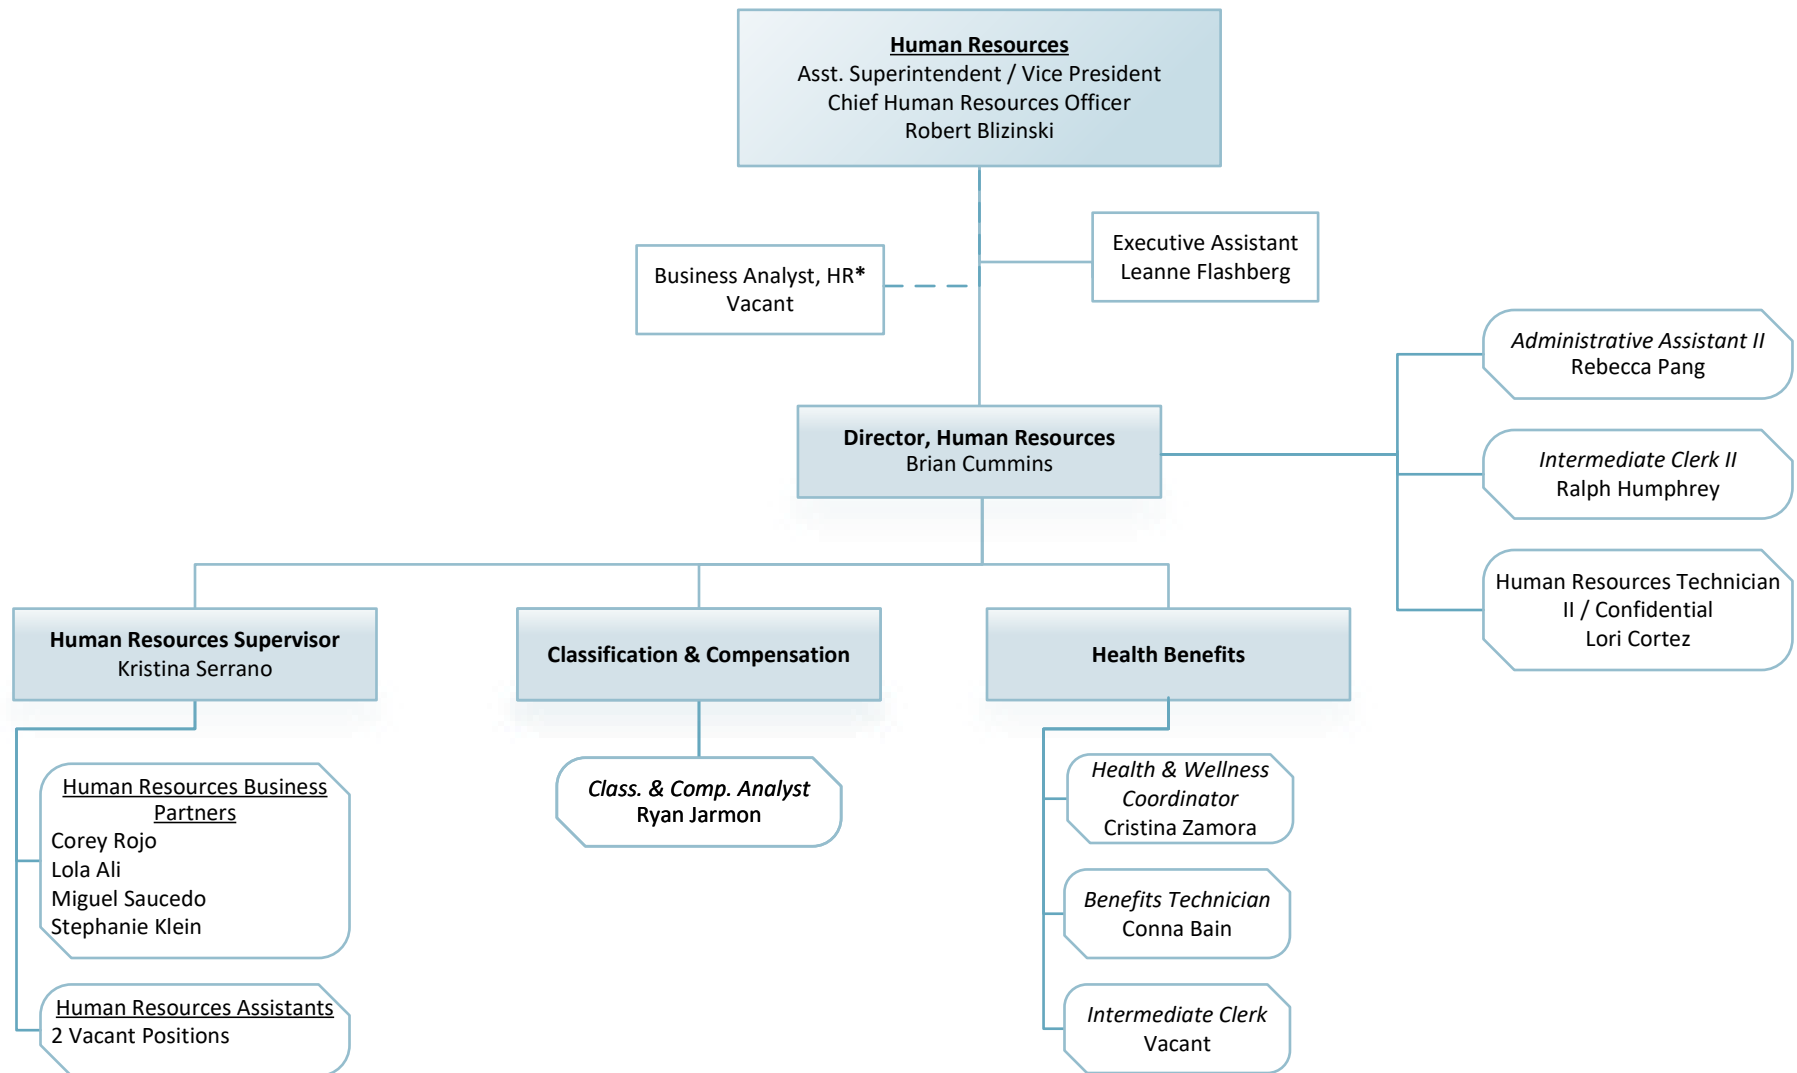 Human Resources
Asst. Superintendent / Vice President
Chief Human Resources Officer
Robert Blizinski
Executive Assistant
Leanne Flashberg
Business Analyst, HR*
Vacant
Administrative Assistant II
Rebecca Pang
Director, Human Resources
Brian Cummins
Intermediate Clerk II
Ralph Humphrey
Human Resources Technician
II / Confidential
Lori Cortez
Human Resources Supervisor
Kristina Serrano
Classification & Compensation
Health Benefits
Human Resources Business
Partners
Corey Rojo
Lola Ali
Miguel Saucedo
Stephanie Klein
Human Resources Assistants
2 Vacant Positions
Class. & Comp. Analyst
Ryan Jarmon
Health & Wellness
Coordinator
Cristina Zamora
Benefits Technician
Conna Bain
Intermediate Clerk
Vacant